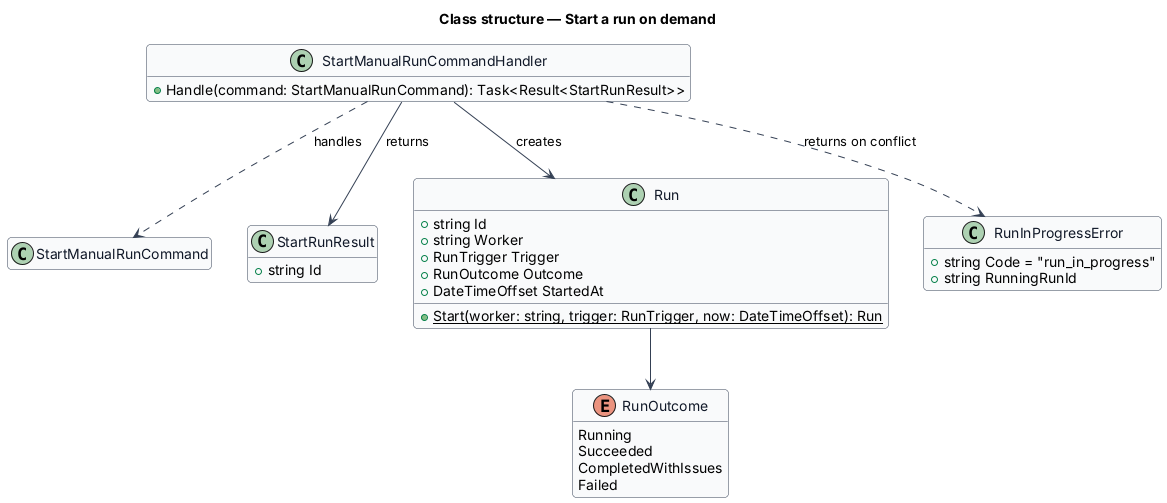 Class structure — Start a run on demand
C StartManualRunCommandHandler
Handle(command: StartManualRunCommand): Task<Result<StartRunResult>>
handles
returns
creates
returns on conflict
C StartManualRunCommand
C StartRunResult
string Id
C Run
string Id
string Worker
RunTrigger Trigger
RunOutcome Outcome
DateTimeOffset StartedAt
Start(worker: string, trigger: RunTrigger, now: DateTimeOffset): Run
C RunInProgressError
string Code = "run_in_progress"
string RunningRunId
E RunOutcome
Running
Succeeded
CompletedWithIssues
Failed